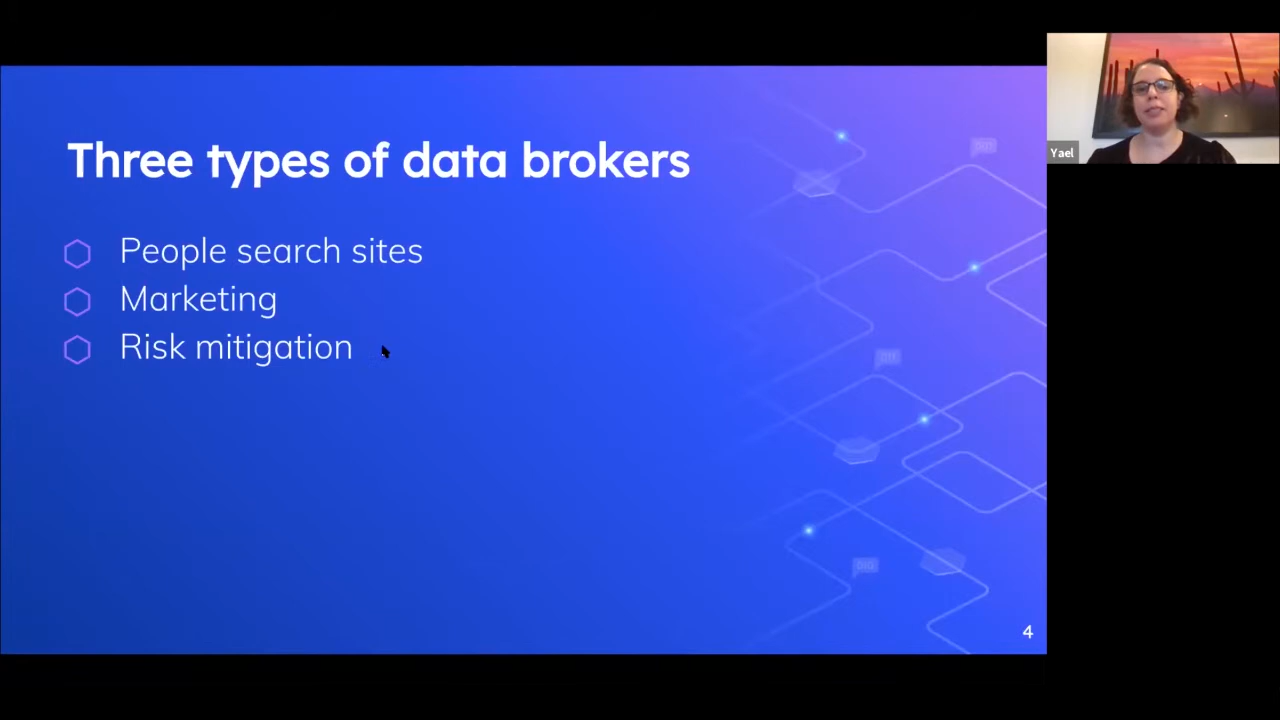 Three types of data brokers
People search sites
Marketing
Risk mitigation
4
Yael